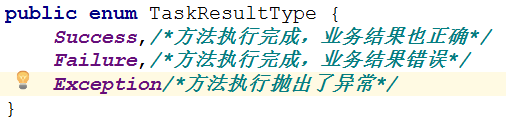 public enum TaskResultType {
    Success,/*方法执行完成，业务结果也正确*/
    Failure,/*方法执行完成，业务结果错误*/
    Exception/*方法执行抛出了异常*/
}